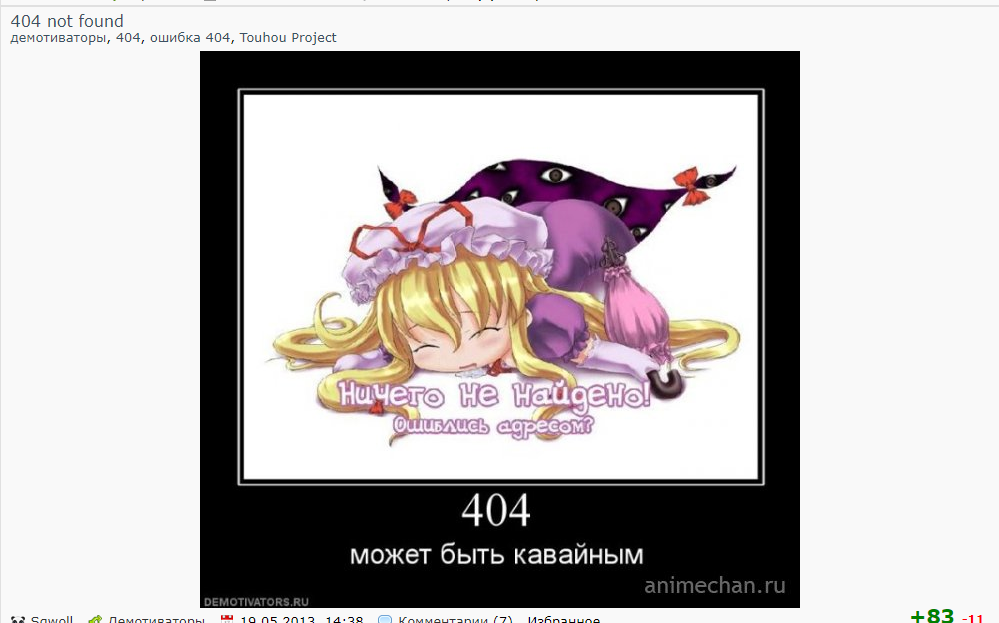 404 not found
демотиваторы, 404, ошибка 404, Touhou Project
Ничего не найдено!
Ошиблись адресом?
404
может быть кавайным
animechan.ru
DEMOTIVATORS.RU
Sqwoll Демотиваторы 19.05.2013, 14:38 Комментарии (7) Избранное +83 -11